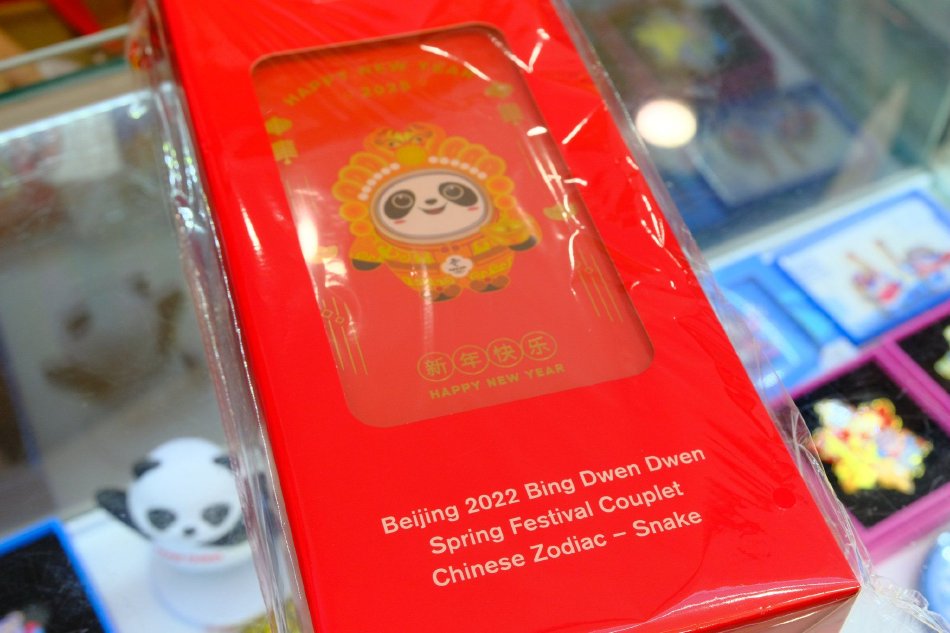 HAPPY NEW YEAR
2025
新年快乐
HAPPY NEW YEAR
Beijing 2022 Bing Dwen Dwen
Spring Festival Couplet
Chinese Zodiac – Snake